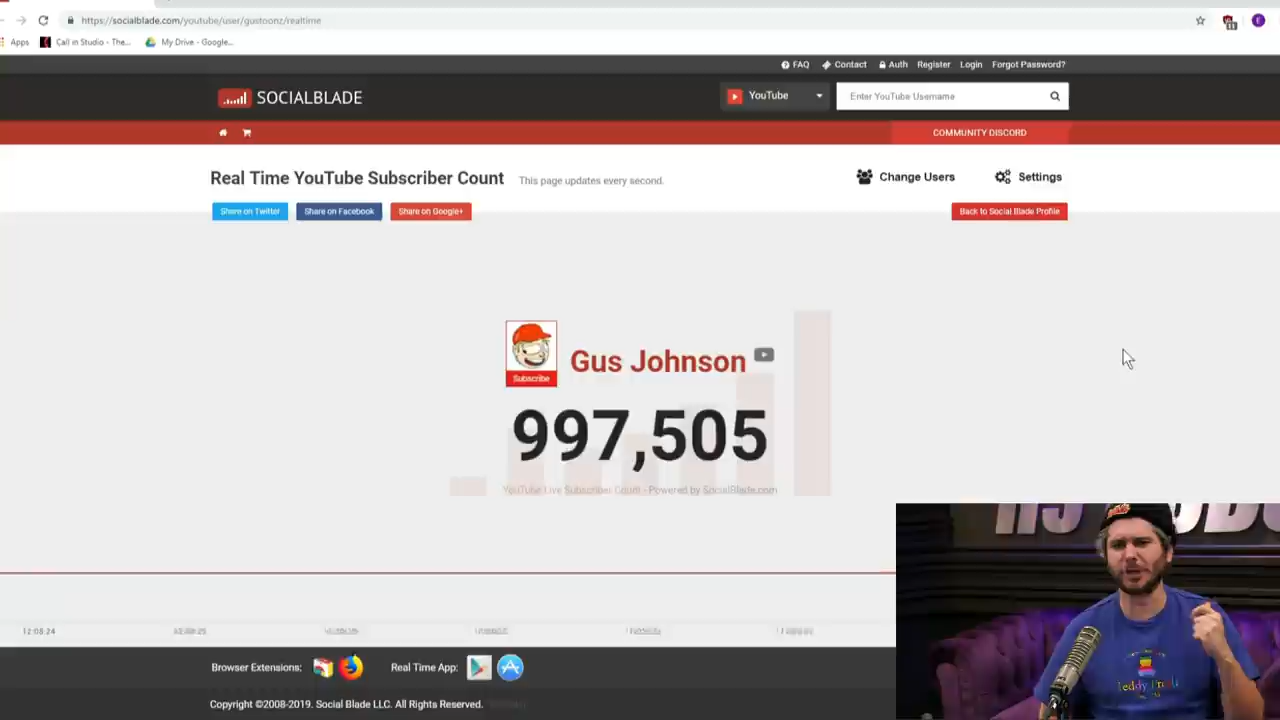 https://socialblade.com/youtube/user/gustoonz/realtime
Apps Call in Studio - The... My Drive - Google...
FAQ Contact Auth Register Login Forgot Password?
SOCIALBLADE YouTube Enter YouTube Username
COMMUNITY DISCORD
Real Time YouTube Subscriber Count This page updates every second. Change Users Settings
Share on Twitter Share on Facebook Share on Google+ Back to Social Blade Profile
Gus Johnson
Subscribe
997,505
YouTube Live Subscriber Count - Powered by SocialBlade.com
12:08:24
Browser Extensions: Real Time App:
Copyright ©2008-2019. Social Blade LLC. All Rights Reserved.